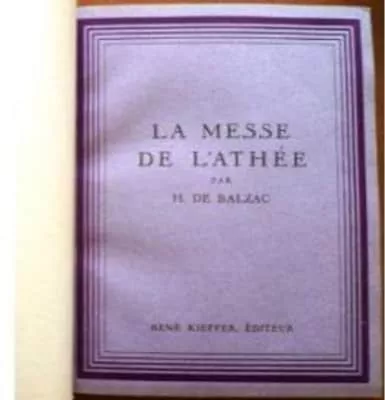 LA MESSE
DE L'ATHÉE
PAR
H. DE BALZAC
RENÉ KIEFFER, ÉDITEUR